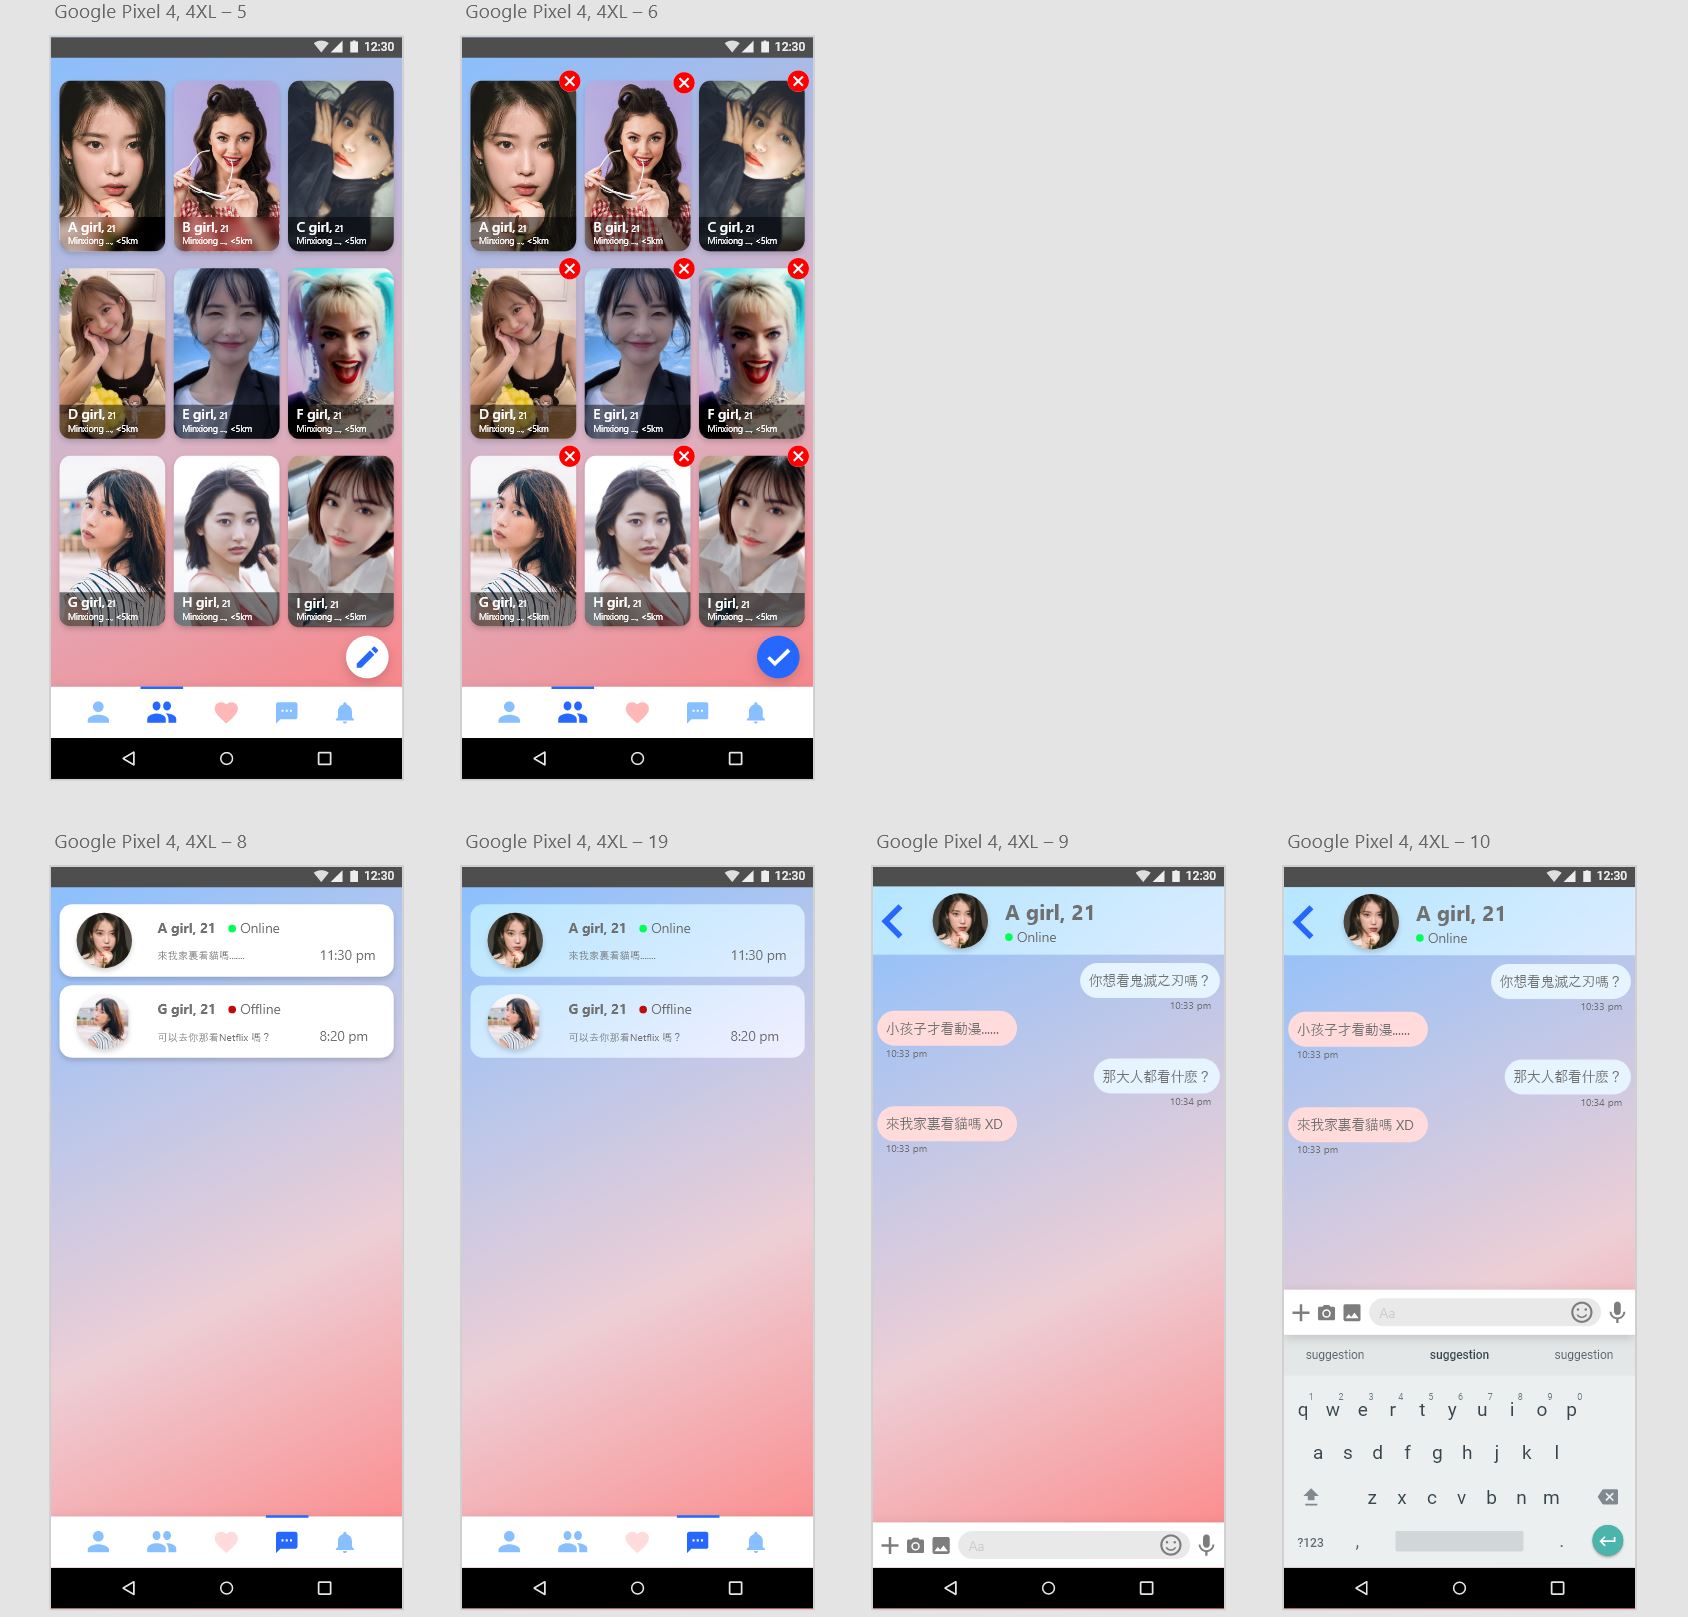 Google Pixel 4, 4XL – 5
12:30
A girl, 21
Minxiong ..., <5km
B girl, 21
Minxiong ..., <5km
C girl, 21
Minxiong ..., <5km
D girl, 21
Minxiong ..., <5km
E girl, 21
Minxiong ..., <5km
F girl, 21
Minxiong ..., <5km
G girl, 21
Minxiong ..., <5km
H girl, 21
Minxiong ..., <5km
I girl, 21
Minxiong ..., <5km
Google Pixel 4, 4XL – 6
12:30
A girl, 21
Minxiong ..., <5km
B girl, 21
Minxiong ..., <5km
C girl, 21
Minxiong ..., <5km
D girl, 21
Minxiong ..., <5km
E girl, 21
Minxiong ..., <5km
F girl, 21
Minxiong ..., <5km
G girl, 21
Minxiong ..., <5km
H girl, 21
Minxiong ..., <5km
I girl, 21
Minxiong ..., <5km
Google Pixel 4, 4XL – 8
12:30
A girl, 21 Online
來我家裏看貓嗎....... 11:30 pm
G girl, 21 Offline
可以去你那看Netflix 嗎？ 8:20 pm
Google Pixel 4, 4XL – 19
12:30
A girl, 21 Online
來我家裏看貓嗎....... 11:30 pm
G girl, 21 Offline
可以去你那看Netflix 嗎？ 8:20 pm
Google Pixel 4, 4XL – 9
12:30
A girl, 21
Online
你想看鬼滅之刃嗎？
10:33 pm
小孩子才看動漫......
10:33 pm
那大人都看什麽？
10:34 pm
來我家裏看貓嗎 XD
10:33 pm
Aa
Google Pixel 4, 4XL – 10
12:30
A girl, 21
Online
你想看鬼滅之刃嗎？
10:33 pm
小孩子才看動漫......
10:33 pm
那大人都看什麽？
10:34 pm
來我家裏看貓嗎 XD
10:33 pm
Aa
suggestion suggestion suggestion
1 2 3 4 5 6 7 8 9 0
q w e r t y u i o p
a s d f g h j k l
z x c v b n m
?123 , .